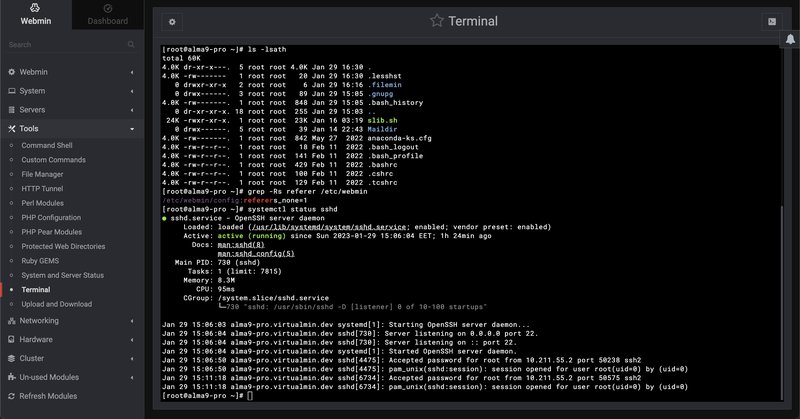 Webmin
Dashboard
Search
Webmin
System
Servers
Tools
Command Shell
Custom Commands
File Manager
HTTP Tunnel
Perl Modules
PHP Configuration
PHP Pear Modules
Protected Web Directories
Ruby GEMS
System and Server Status
Terminal
Upload and Download
Networking
Hardware
Cluster
Un-used Modules
Refresh Modules
Terminal
[root@alma9-pro ~]# ls -lsath
total 60K
4.0K dr-xr-x---. 5 root root 4.0K Jan 29 16:30 .
4.0K -rw-------  1 root root 20 Jan 29 16:30 .lesshst
0 drwxr-xr-x 2 root root 6 Jan 29 16:16 .filemin
0 drwx------ 3 root root 89 Jan 29 15:05 .gnupg
4.0K -rw-------. 1 root root 848 Jan 29 15:05 .bash_history
0 dr-xr-xr-x. 18 root root 255 Jan 29 15:03 ..
24K -rwxr-xr-x. 1 root root 23K Jan 16 03:19 slib.sh
0 drwx------. 5 root root 39 Jan 14 22:43 Maildir
4.0K -rw-------. 1 root root 842 May 27 2022 anaconda-ks.cfg
4.0K -rw-r--r--. 1 root root 18 Feb 11 2022 .bash_logout
4.0K -rw-r--r--. 1 root root 141 Feb 11 2022 .bash_profile
4.0K -rw-r--r--. 1 root root 429 Feb 11 2022 .bashrc
4.0K -rw-r--r--. 1 root root 100 Feb 11 2022 .cshrc
4.0K -rw-r--r--. 1 root root 129 Feb 11 2022 .tcshrc
[root@alma9-pro ~]# grep -Rs referer /etc/webmin
/etc/webmin/config:referers_none=1
[root@alma9-pro ~]# systemctl status sshd
● sshd.service - OpenSSH server daemon
Loaded: loaded (/usr/lib/systemd/system/sshd.service; enabled; vendor preset: enabled)
Active: active (running) since Sun 2023-01-29 15:06:04 EET; 1h 24min ago
Docs: man:sshd(8)
man:sshd_config(5)
Main PID: 730 (sshd)
Tasks: 1 (limit: 7815)
Memory: 8.3M
CPU: 95ms
CGroup: /system.slice/sshd.service
└─730 "sshd: /usr/sbin/sshd -D [listener] 0 of 10-100 startups"
Jan 29 15:06:03 alma9-pro.virtualmin.dev systemd[1]: Starting OpenSSH server daemon...
Jan 29 15:06:04 alma9-pro.virtualmin.dev sshd[730]: Server listening on 0.0.0.0 port 22.
Jan 29 15:06:04 alma9-pro.virtualmin.dev sshd[730]: Server listening on :: port 22.
Jan 29 15:06:04 alma9-pro.virtualmin.dev systemd[1]: Started OpenSSH server daemon.
Jan 29 15:06:50 alma9-pro.virtualmin.dev sshd[4475]: Accepted password for root from 10.211.55.2 port 50238 ssh2
Jan 29 15:06:50 alma9-pro.virtualmin.dev sshd[4475]: pam_unix(sshd:session): session opened for user root(uid=0) by (uid=0)
Jan 29 15:11:18 alma9-pro.virtualmin.dev sshd[6734]: Accepted password for root from 10.211.55.2 port 50575 ssh2
Jan 29 15:11:18 alma9-pro.virtualmin.dev sshd[6734]: pam_unix(sshd:session): session opened for user root(uid=0) by (uid=0)
[root@alma9-pro ~]#